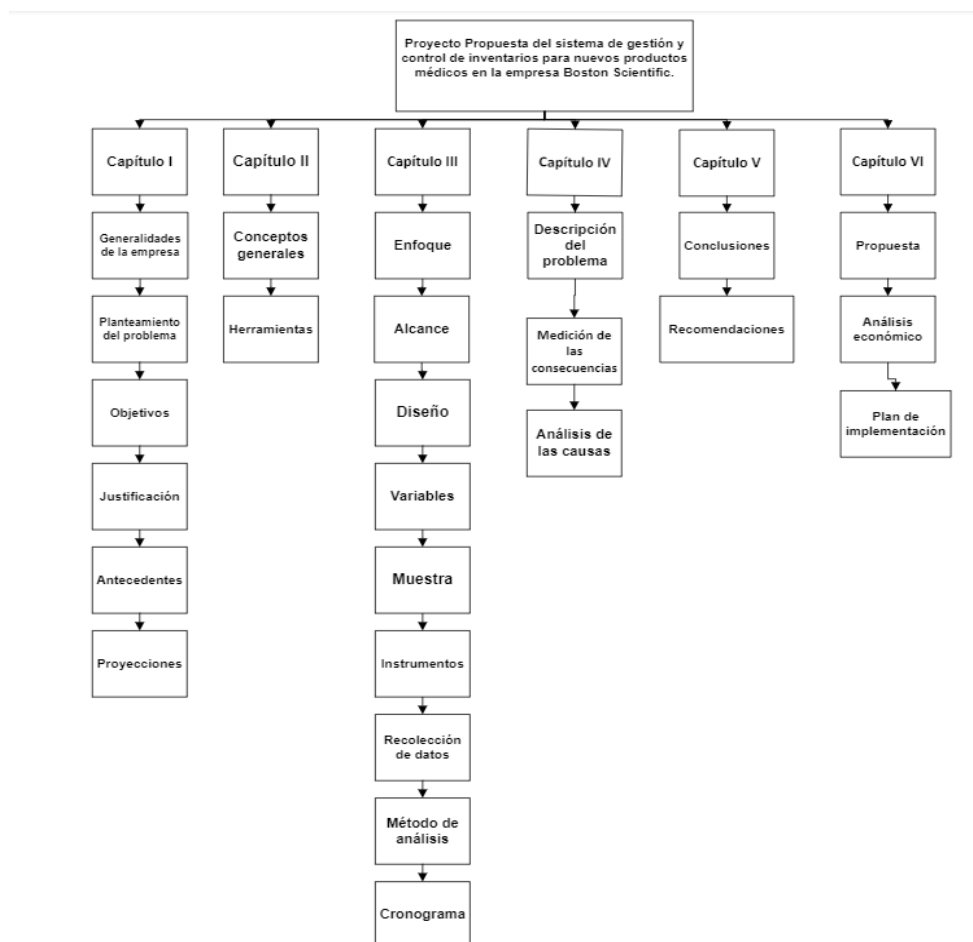 Proyecto Propuesta del sistema de gestión y
control de inventarios para nuevos productos
médicos en la empresa Boston Scientific.
Capítulo I
Capítulo II
Capítulo III
Capítulo IV
Capítulo V
Capítulo VI
Generalidades
de la empresa
Conceptos
generales
Enfoque
Descripción
del
problema
Conclusiones
Propuesta
Planteamiento
del problema
Herramientas
Alcance
Medición de
las
consecuencias
Recomendaciones
Análisis
económico
Objetivos
Diseño
Análisis de
las causas
Plan de
implementación
Justificación
Variables
Antecedentes
Muestra
Proyecciones
Instrumentos
Recolección
de datos
Método de
análisis
Cronograma